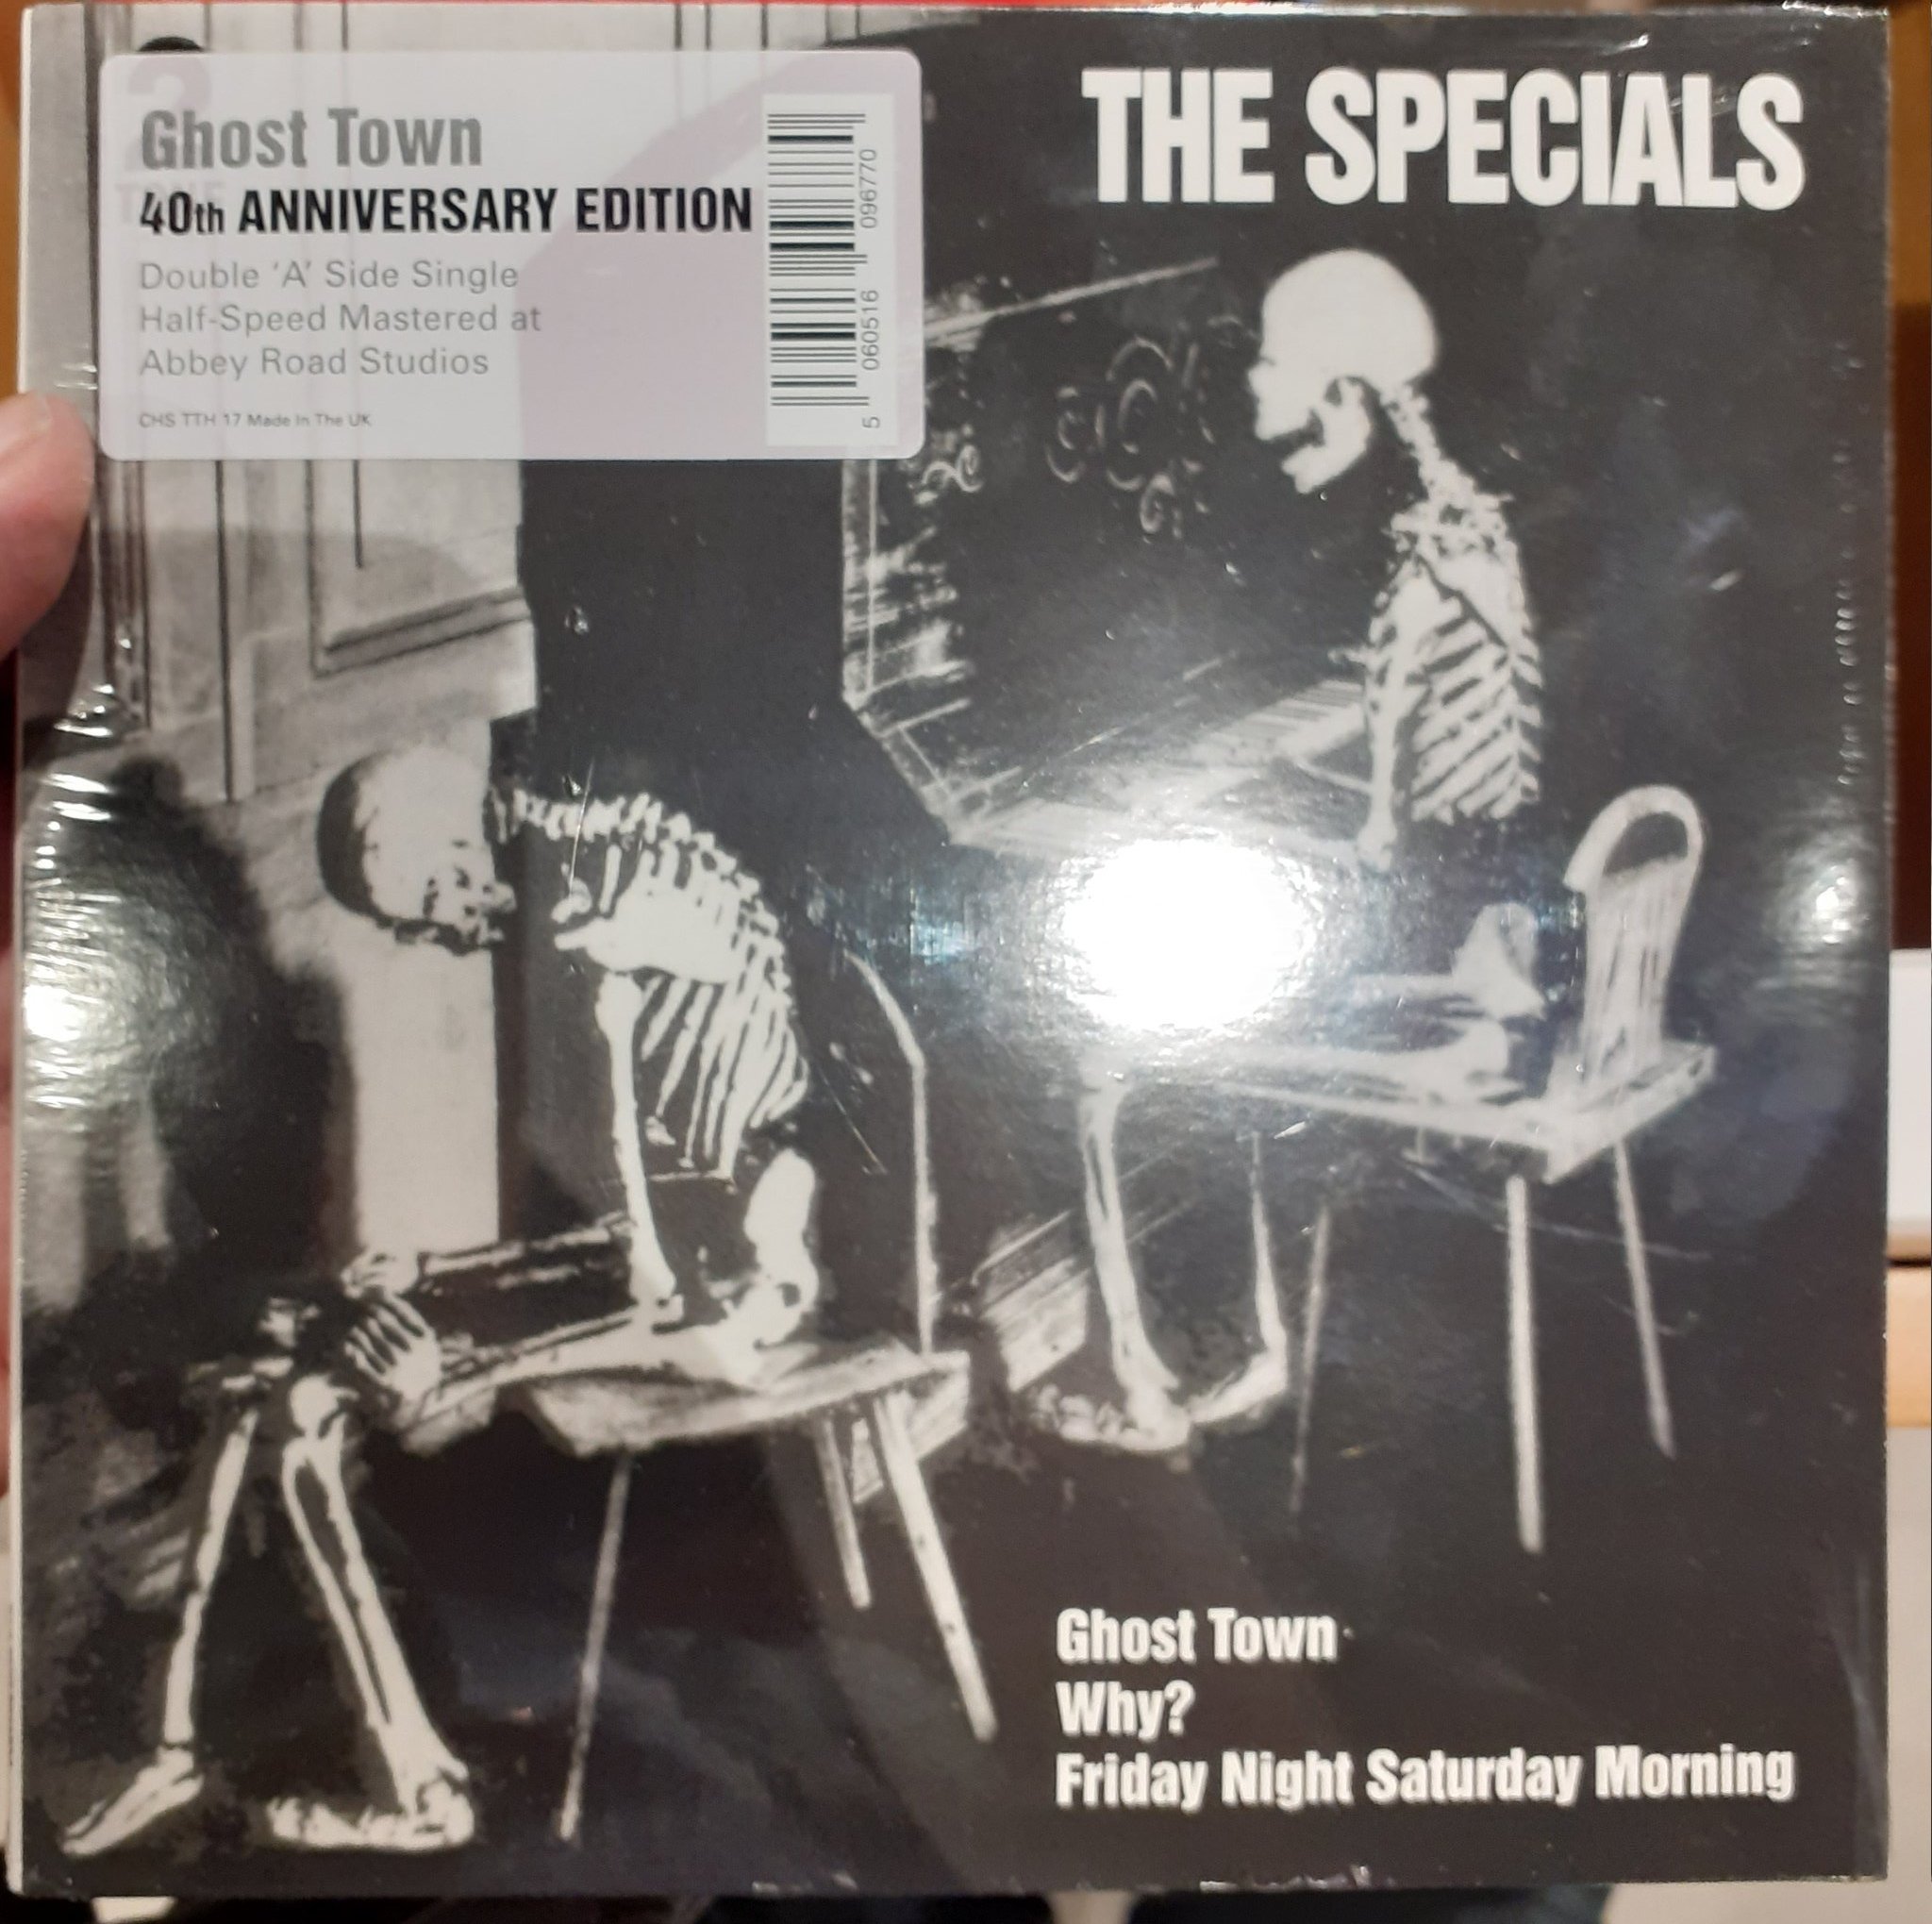 Ghost Town
40th ANNIVERSARY EDITION
Double ‘A’ Side Single
Half-Speed Mastered at
Abbey Road Studios
CHS TTH 17 Made In The UK
5 060516 096770
THE SPECIALS
Ghost Town
Why?
Friday Night Saturday Morning